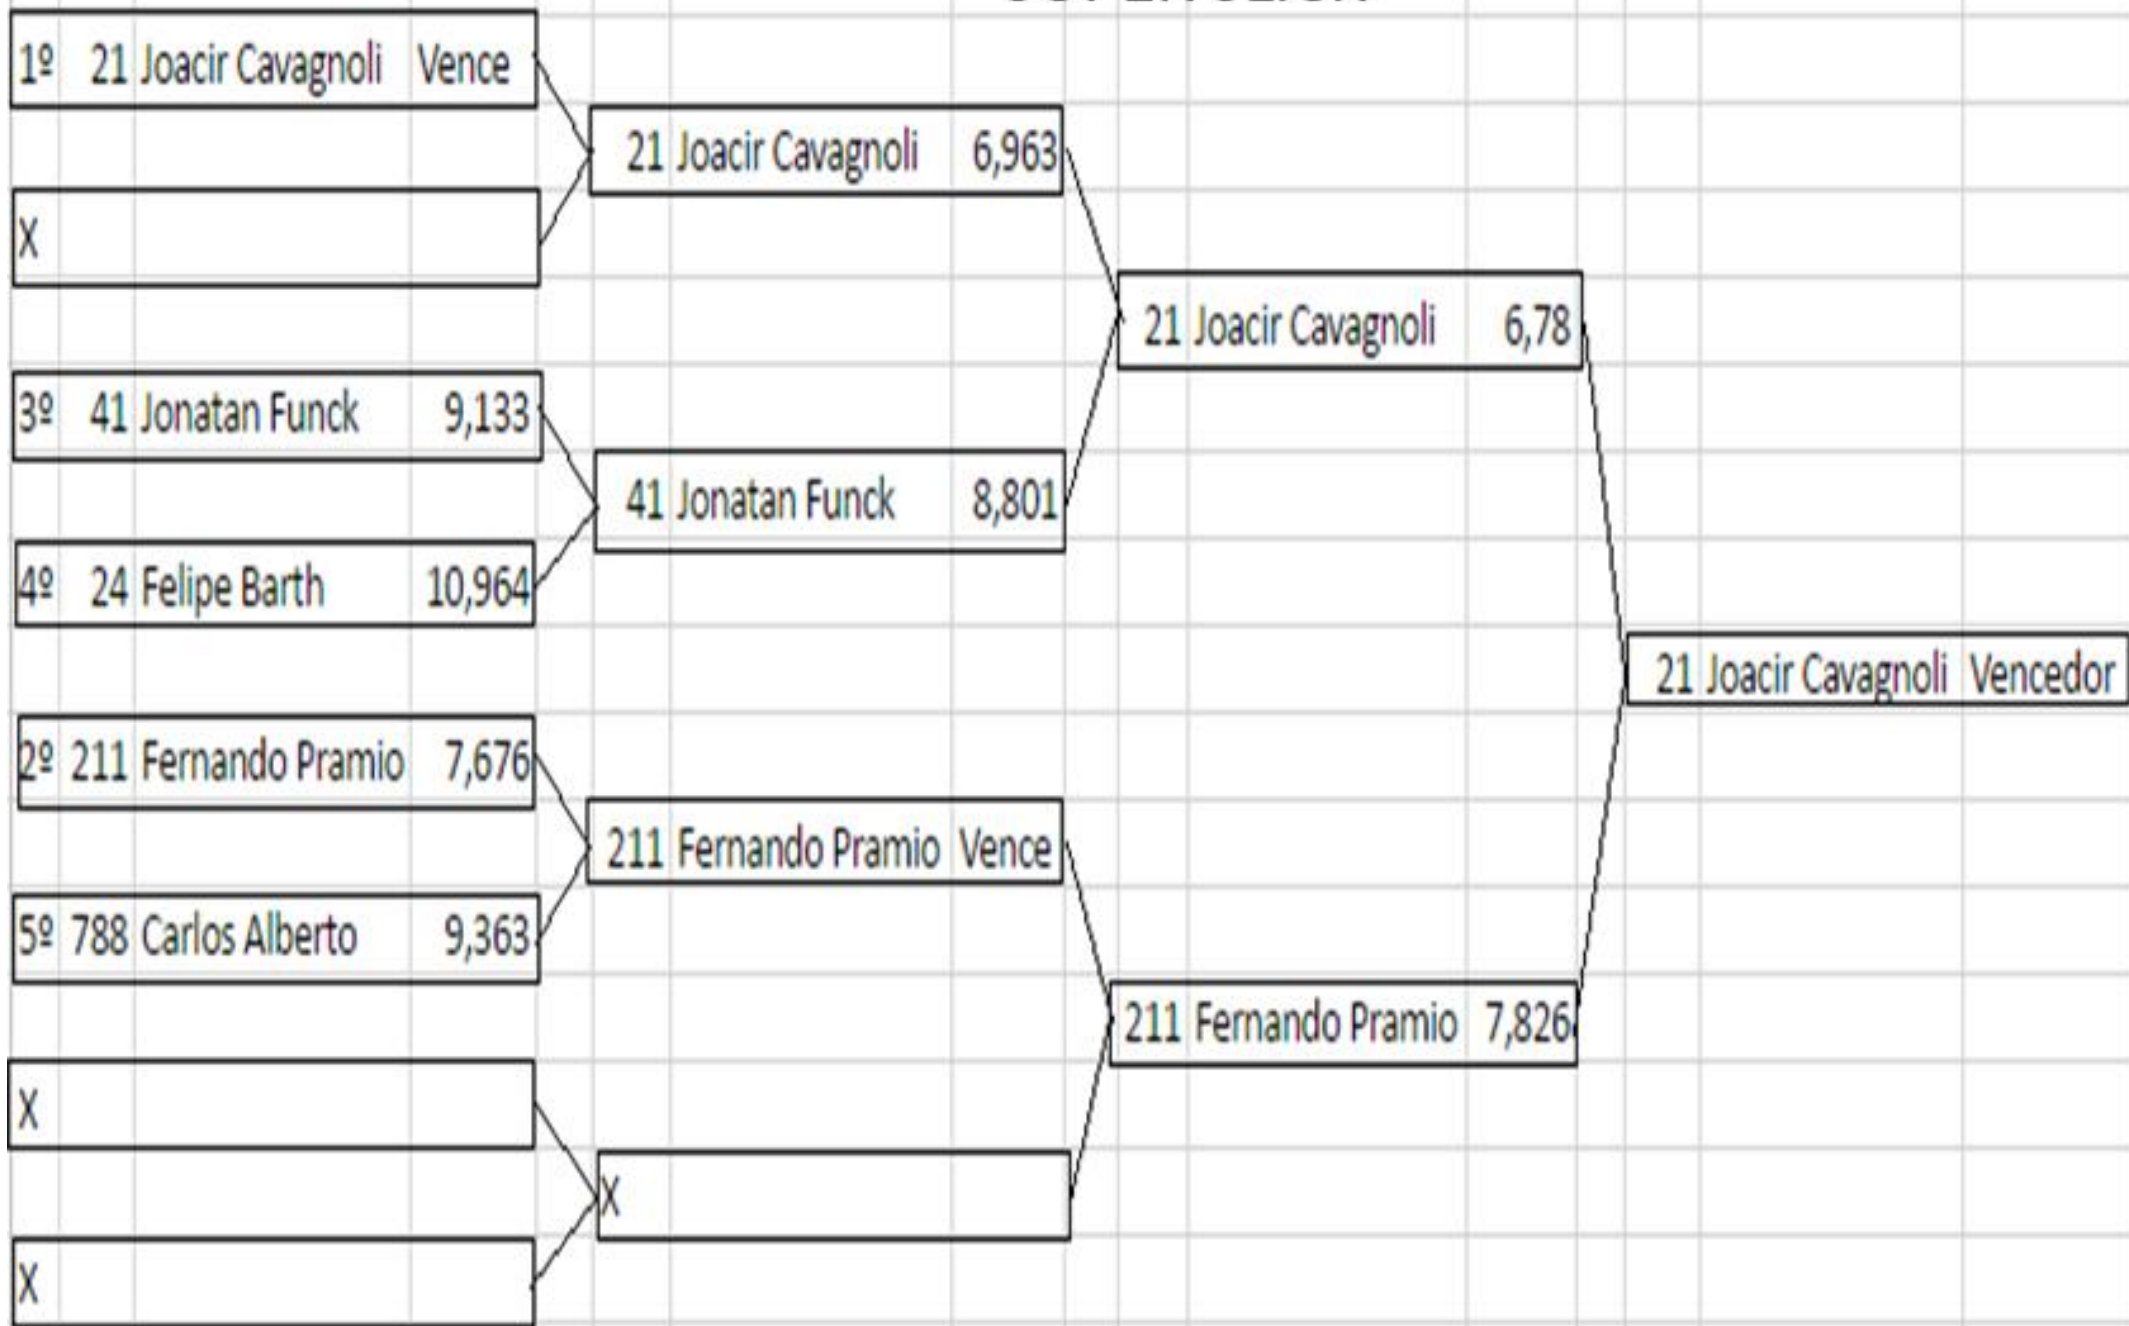 1º 21 Joacir Cavagnoli Vence
21 Joacir Cavagnoli 6,963
X
21 Joacir Cavagnoli 6,78
3º 41 Jonatan Funck 9,133
41 Jonatan Funck 8,801
4º 24 Felipe Barth 10,964
21 Joacir Cavagnoli Vencedor
2º 211 Fernando Pramio 7,676
211 Fernando Pramio Vence
5º 788 Carlos Alberto 9,363
211 Fernando Pramio 7,826
X
X
X